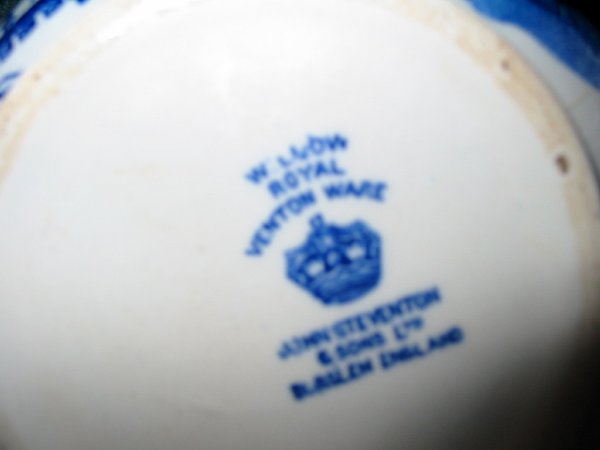 WILLOW
ROYAL
VENTON WARE
JOHN STEVENTON
& SONS LTD
BURSLEM ENGLAND